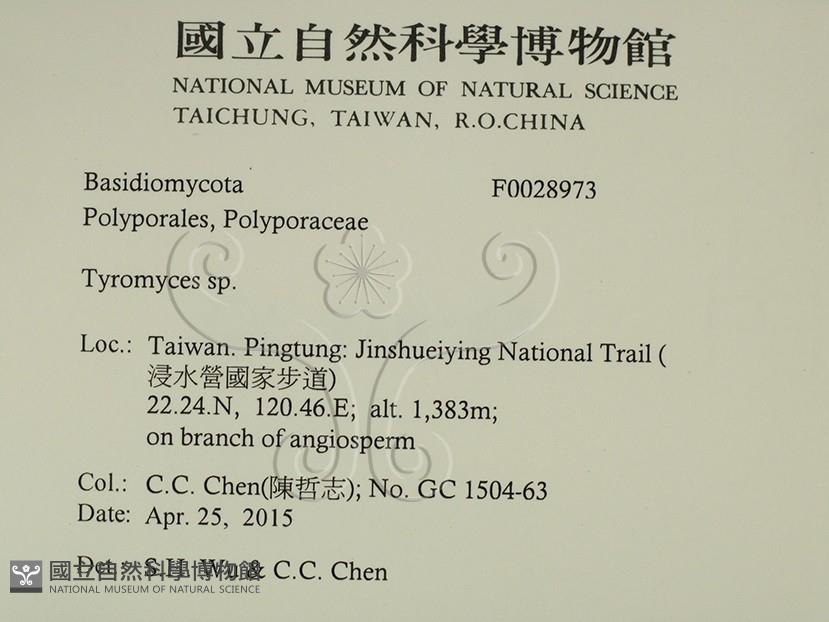 國立自然科學博物館
NATIONAL MUSEUM OF NATURAL SCIENCE
TAICHUNG, TAIWAN, R.O.CHINA
Basidiomycota F0028973
Polyporales, Polyporaceae
Tyromyces sp.
Loc.: Taiwan. Pingtung: Jinshueiying National Trail (
浸水營國家步道)
22.24.N, 120.46.E; alt. 1,383m;
on branch of angiosperm
Col.: C.C. Chen(陳哲志); No. GC 1504-63
Date: Apr. 25, 2015
Det.: S.H. Wu & C.C. Chen
國立自然科學博物館
NATIONAL MUSEUM OF NATURAL SCIENCE